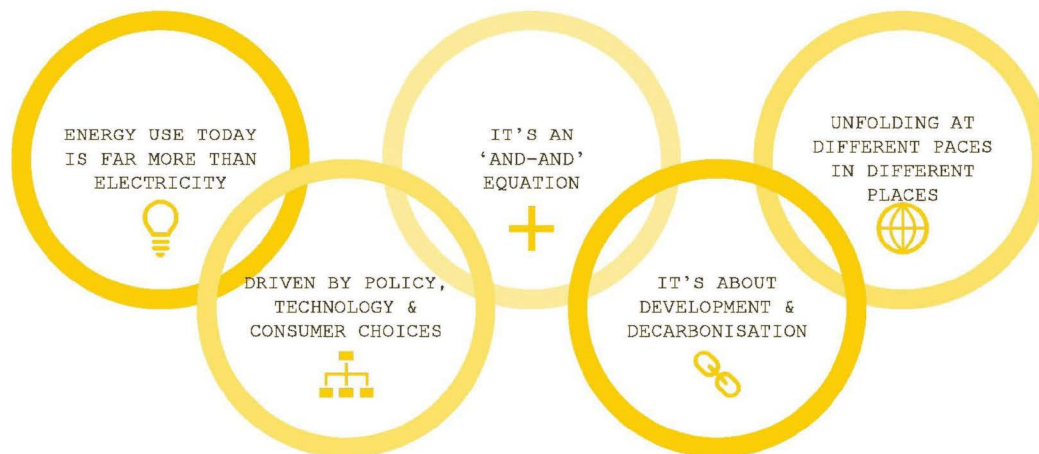 ENERGY USE TODAY
IS FAR MORE THAN
ELECTRICITY
DRIVEN BY POLICY,
TECHNOLOGY &
CONSUMER CHOICES
IT’S AN
‘AND-AND’
EQUATION
IT’S ABOUT
DEVELOPMENT &
DECARBONISATION
UNFOLDING AT
DIFFERENT PACES
IN DIFFERENT
PLACES